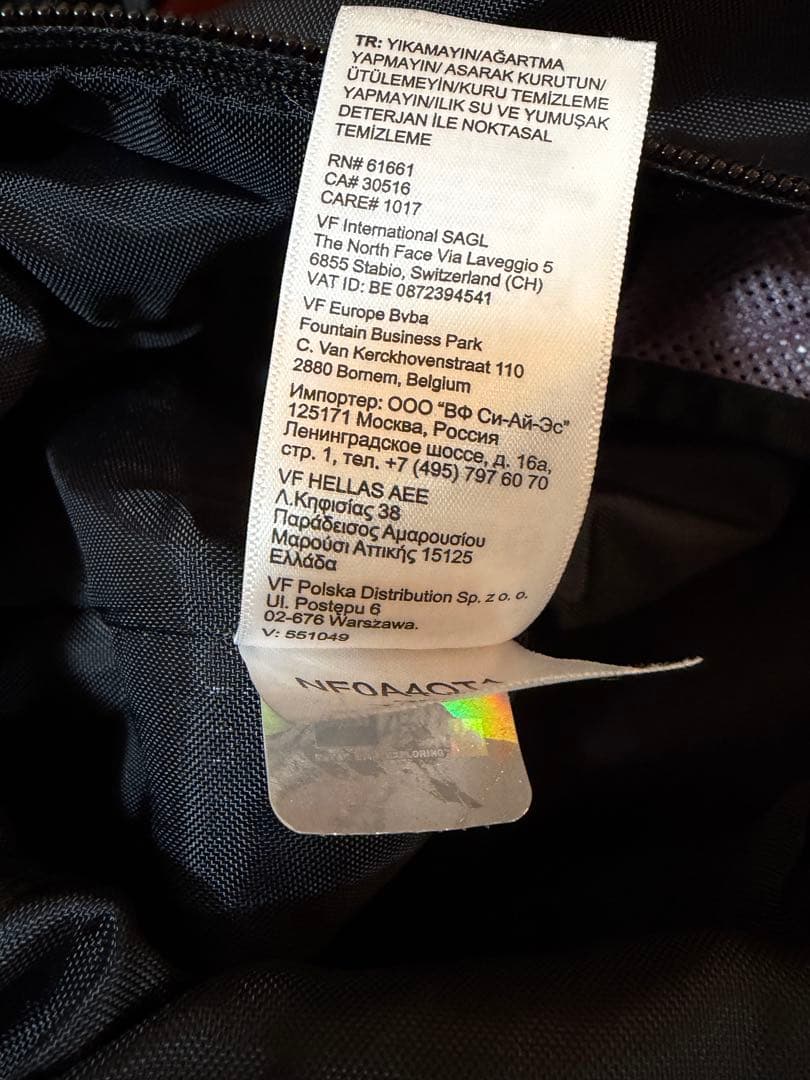 TR: YIKAMAYIN/AĞARTMA
YAPMAYIN/ ASARAK KURUTUN/
ÜTÜLEMEYİN/KURU TEMİZLEME
YAPMAYIN/ILIK SU VE YUMUŞAK
DETERJAN İLE NOKTASAL
TEMİZLEME
RN# 61661
CA# 30516
CARE# 1017
VF International SAGL
The North Face Via Laveggio 5
6855 Stabio, Switzerland (CH)
VAT ID: BE 0872394541
VF Europe Bvba
Fountain Business Park
C. Van Kerckhovenstraat 110
2880 Bornem, Belgium
Импортер: ООО “ВФ Си-Ай-Эс”
125171 Москва, Россия
Ленинградское шоссе, д. 16а,
стр. 1, тел. +7 (495) 797 60 70
VF HELLAS AEE
Λ.Κηφισίας 38
Παράδεισος Αμαρουσίου
Μαρούσι Αττικής 15125
Ελλάδα
VF Polska Distribution Sp. z o. o.
Ul. Postępu 6
02-676 Warszawa.
V: 551049
EXPLORING